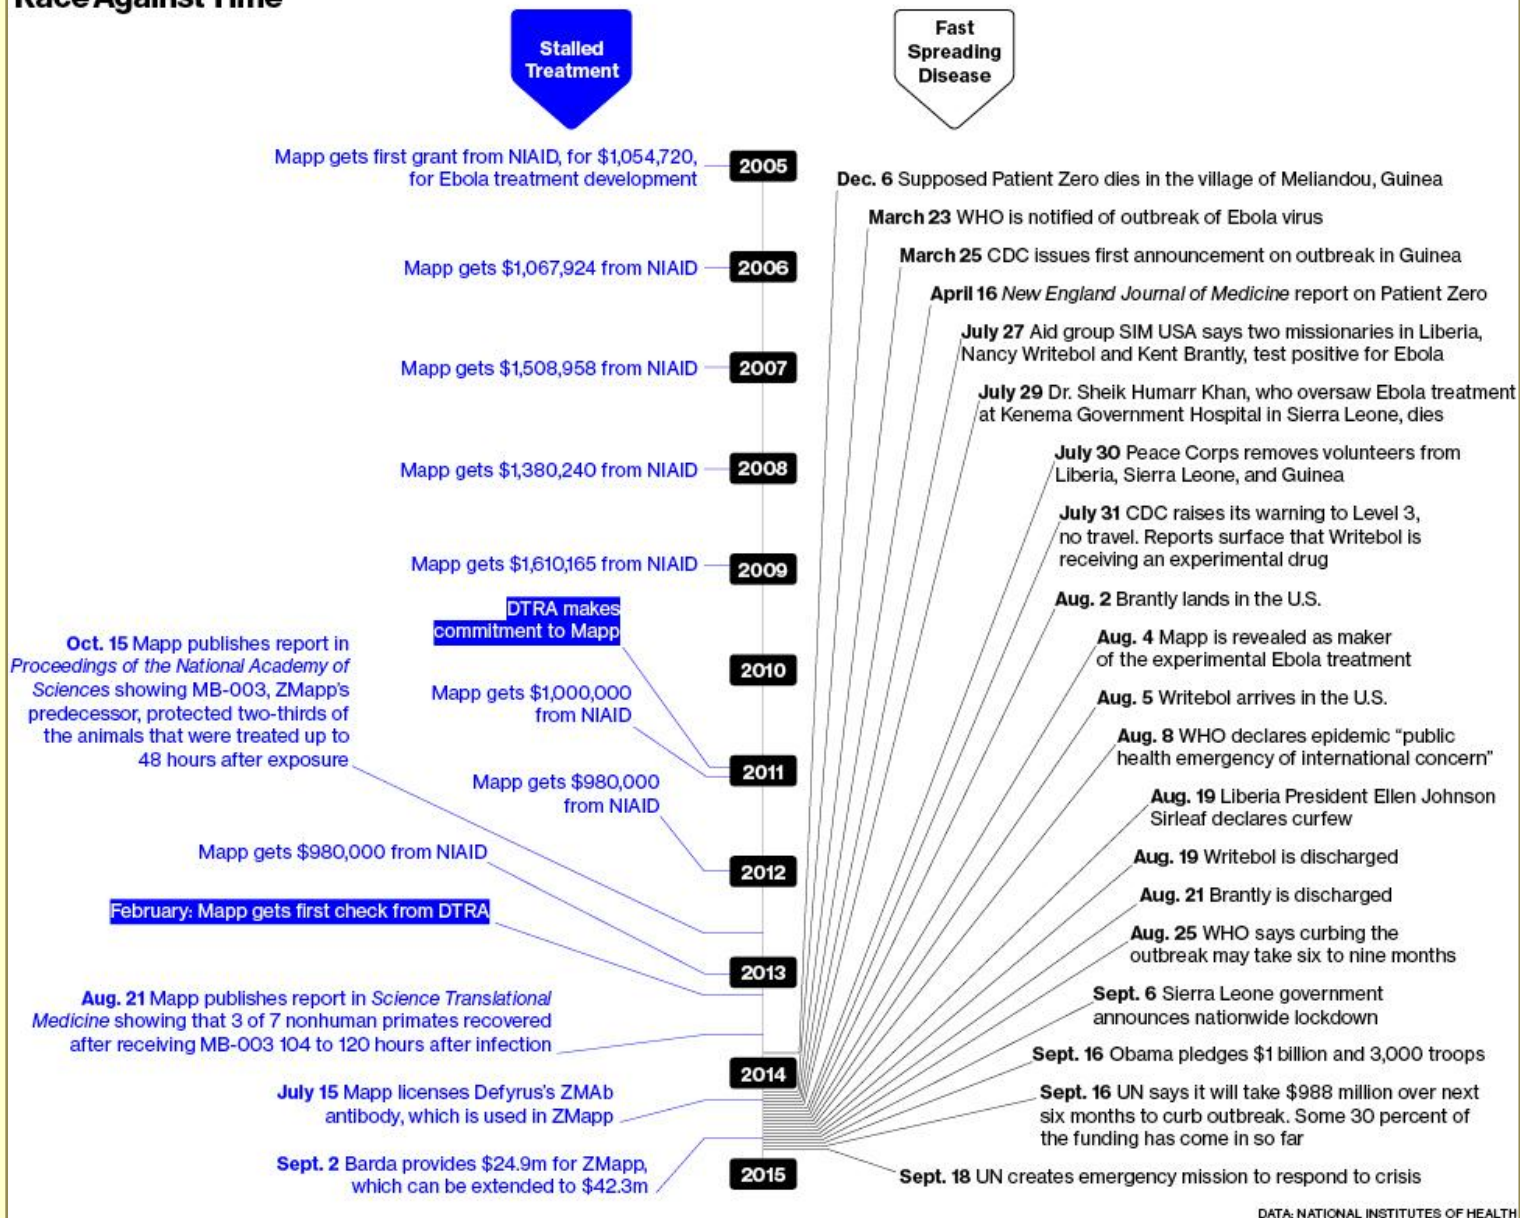 Race Against Time
Stalled
Treatment
Fast
Spreading
Disease
Mapp gets first grant from NIAID, for $1,054,720,
for Ebola treatment development
2005
Mapp gets $1,067,924 from NIAID
2006
Mapp gets $1,508,958 from NIAID
2007
Mapp gets $1,380,240 from NIAID
2008
Mapp gets $1,610,165 from NIAID
2009
DTRA makes
commitment to Mapp
2010
Oct. 15 Mapp publishes report in
Proceedings of the National Academy of
Sciences showing MB-003, ZMapp's
predecessor, protected two-thirds of
the animals that were treated up to
48 hours after exposure
Mapp gets $1,000,000
from NIAID
2011
Mapp gets $980,000
from NIAID
2012
Mapp gets $980,000 from NIAID
February: Mapp gets first check from DTRA
2013
Aug. 21 Mapp publishes report in Science Translational
Medicine showing that 3 of 7 nonhuman primates recovered
after receiving MB-003 104 to 120 hours after infection
2014
July 15 Mapp licenses Defyrus's ZMAb
antibody, which is used in ZMapp
Sept. 2 Barda provides $24.9m for ZMapp,
which can be extended to $42.3m
2015
Dec. 6 Supposed Patient Zero dies in the village of Meliandou, Guinea
March 23 WHO is notified of outbreak of Ebola virus
March 25 CDC issues first announcement on outbreak in Guinea
April 16 New England Journal of Medicine report on Patient Zero
July 27 Aid group SIM USA says two missionaries in Liberia,
Nancy Writebol and Kent Brantly, test positive for Ebola
July 29 Dr. Sheik Humarr Khan, who oversaw Ebola treatment
at Kenema Government Hospital in Sierra Leone, dies
July 30 Peace Corps removes volunteers from
Liberia, Sierra Leone, and Guinea
July 31 CDC raises its warning to Level 3,
no travel. Reports surface that Writebol is
receiving an experimental drug
Aug. 2 Brantly lands in the U.S.
Aug. 4 Mapp is revealed as maker
of the experimental Ebola treatment
Aug. 5 Writebol arrives in the U.S.
Aug. 8 WHO declares epidemic “public
health emergency of international concern”
Aug. 19 Liberia President Ellen Johnson
Sirleaf declares curfew
Aug. 19 Writebol is discharged
Aug. 21 Brantly is discharged
Aug. 25 WHO says curbing the
outbreak may take six to nine months
Sept. 6 Sierra Leone government
announces nationwide lockdown
Sept. 16 Obama pledges $1 billion and 3,000 troops
Sept. 16 UN says it will take $988 million over next
six months to curb outbreak. Some 30 percent of
the funding has come in so far
Sept. 18 UN creates emergency mission to respond to crisis
DATA: NATIONAL INSTITUTES OF HEALTH